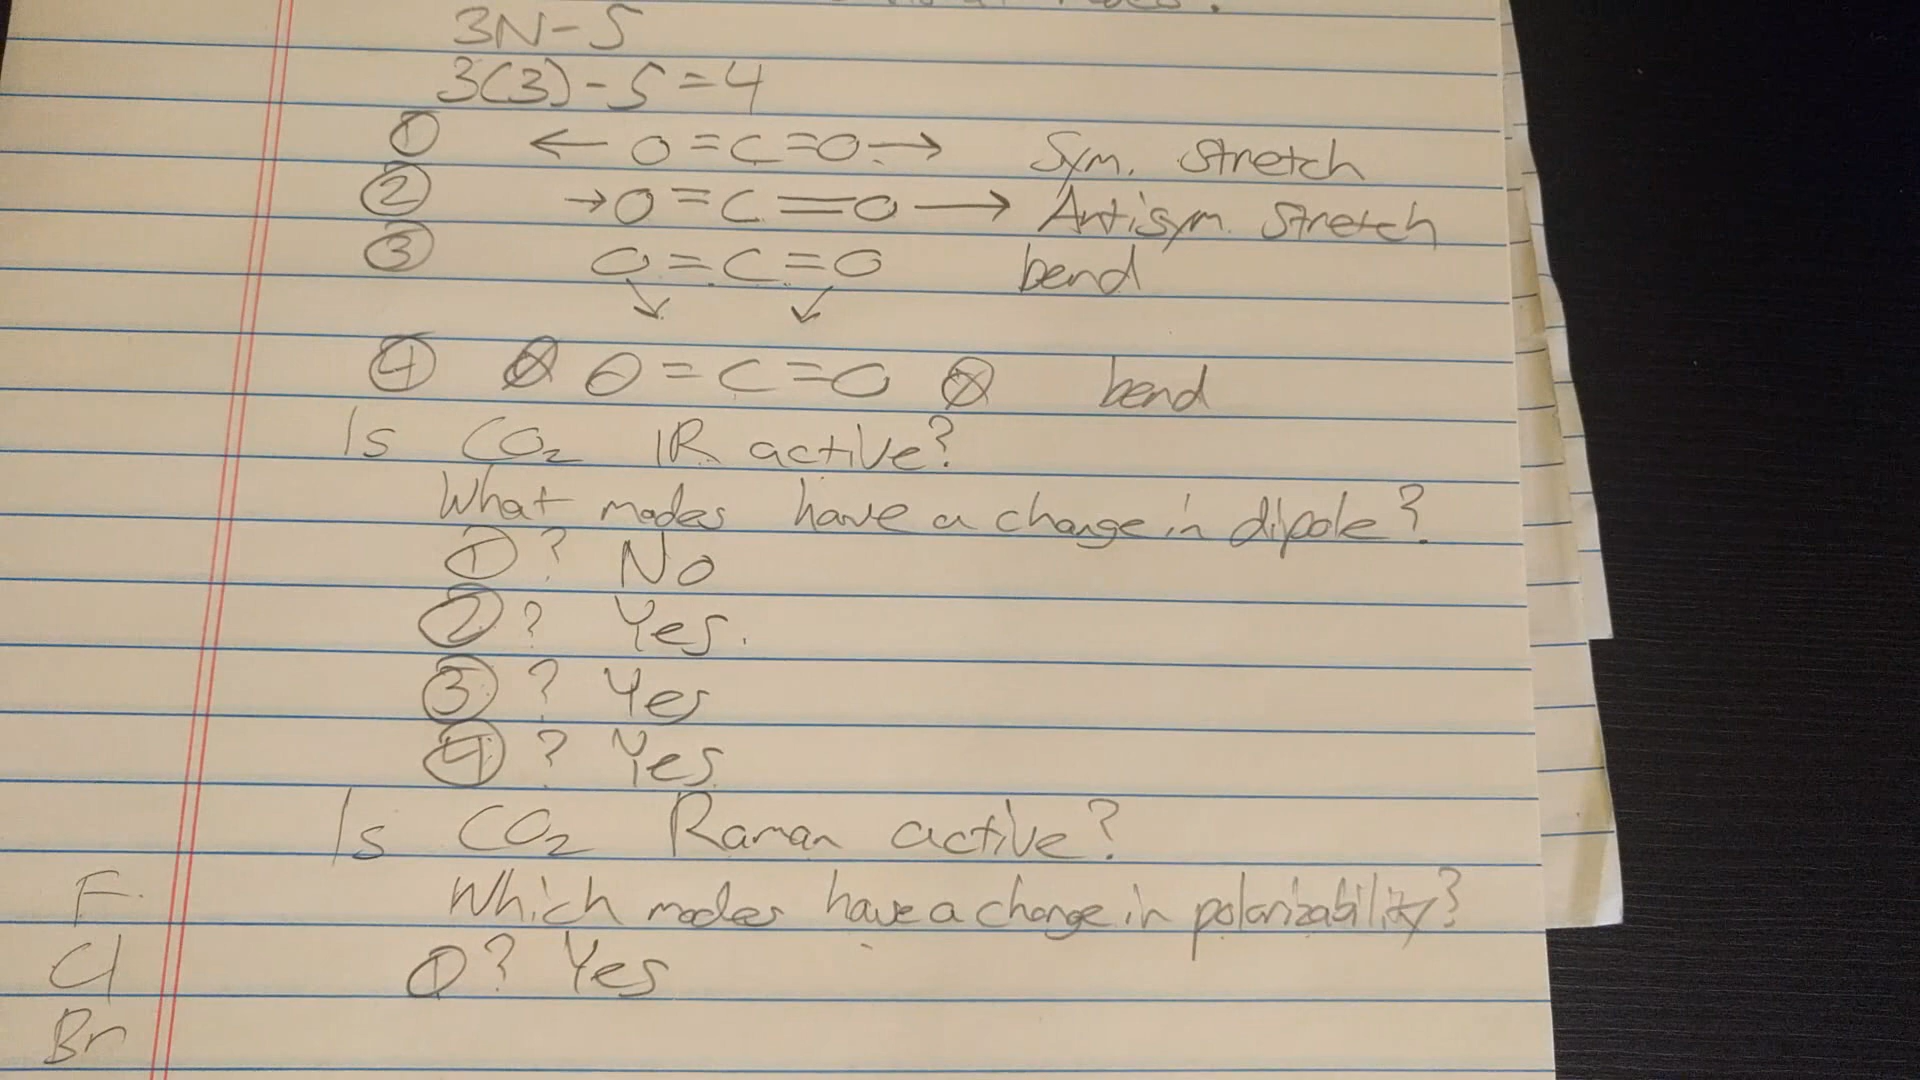 3N-5
3(3)-5=4
① ← O=C=O → Sym. stretch
② →O=C=O → Antisym. stretch
③ O=C=O bend
↘ ↙
④ ⊗ O=C=O ⊗ bend
Is CO₂ IR active?
What modes have a change in dipole?
①? No
②? Yes.
③? Yes
④? Yes
Is CO₂ Raman active?
F Which modes have a change in polarizability?
Cl ①? Yes
Br